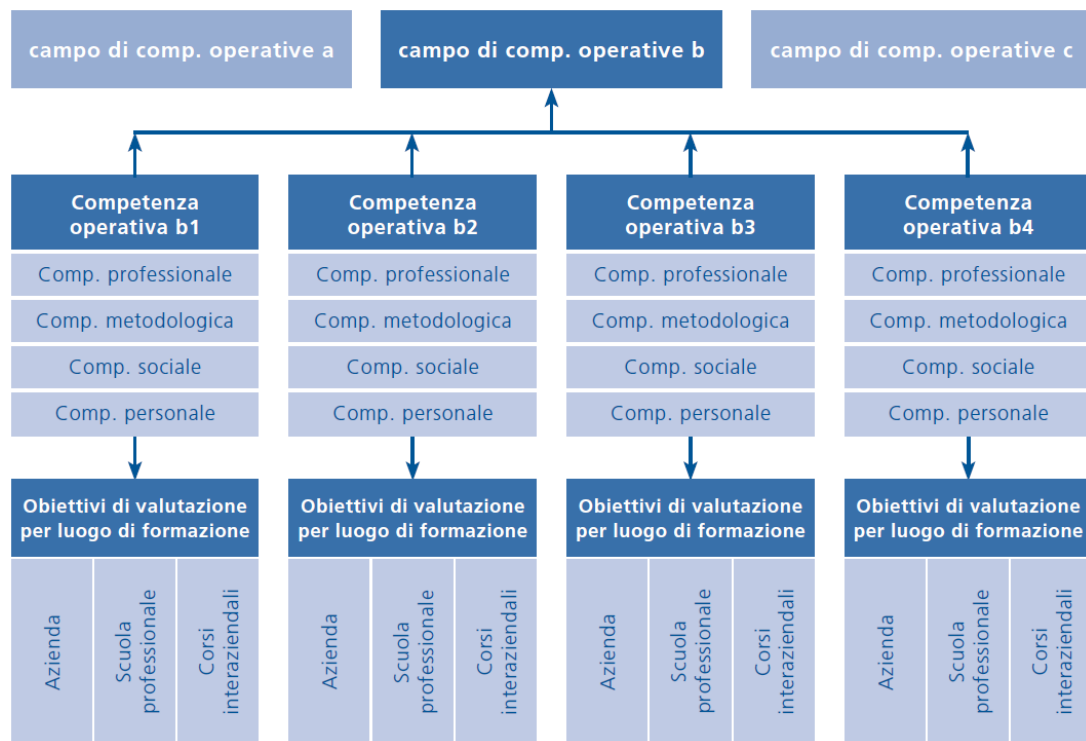 campo di comp. operative a
campo di comp. operative b
campo di comp. operative c
Competenza
operativa b1
Comp. professionale
Comp. metodologica
Comp. sociale
Comp. personale
Obiettivi di valutazione
per luogo di formazione
Azienda
Scuola
professionale
Corsi
interaziendali
Competenza
operativa b2
Comp. professionale
Comp. metodologica
Comp. sociale
Comp. personale
Obiettivi di valutazione
per luogo di formazione
Azienda
Scuola
professionale
Corsi
interaziendali
Competenza
operativa b3
Comp. professionale
Comp. metodologica
Comp. sociale
Comp. personale
Obiettivi di valutazione
per luogo di formazione
Azienda
Scuola
professionale
Corsi
interaziendali
Competenza
operativa b4
Comp. professionale
Comp. metodologica
Comp. sociale
Comp. personale
Obiettivi di valutazione
per luogo di formazione
Azienda
Scuola
professionale
Corsi
interaziendali